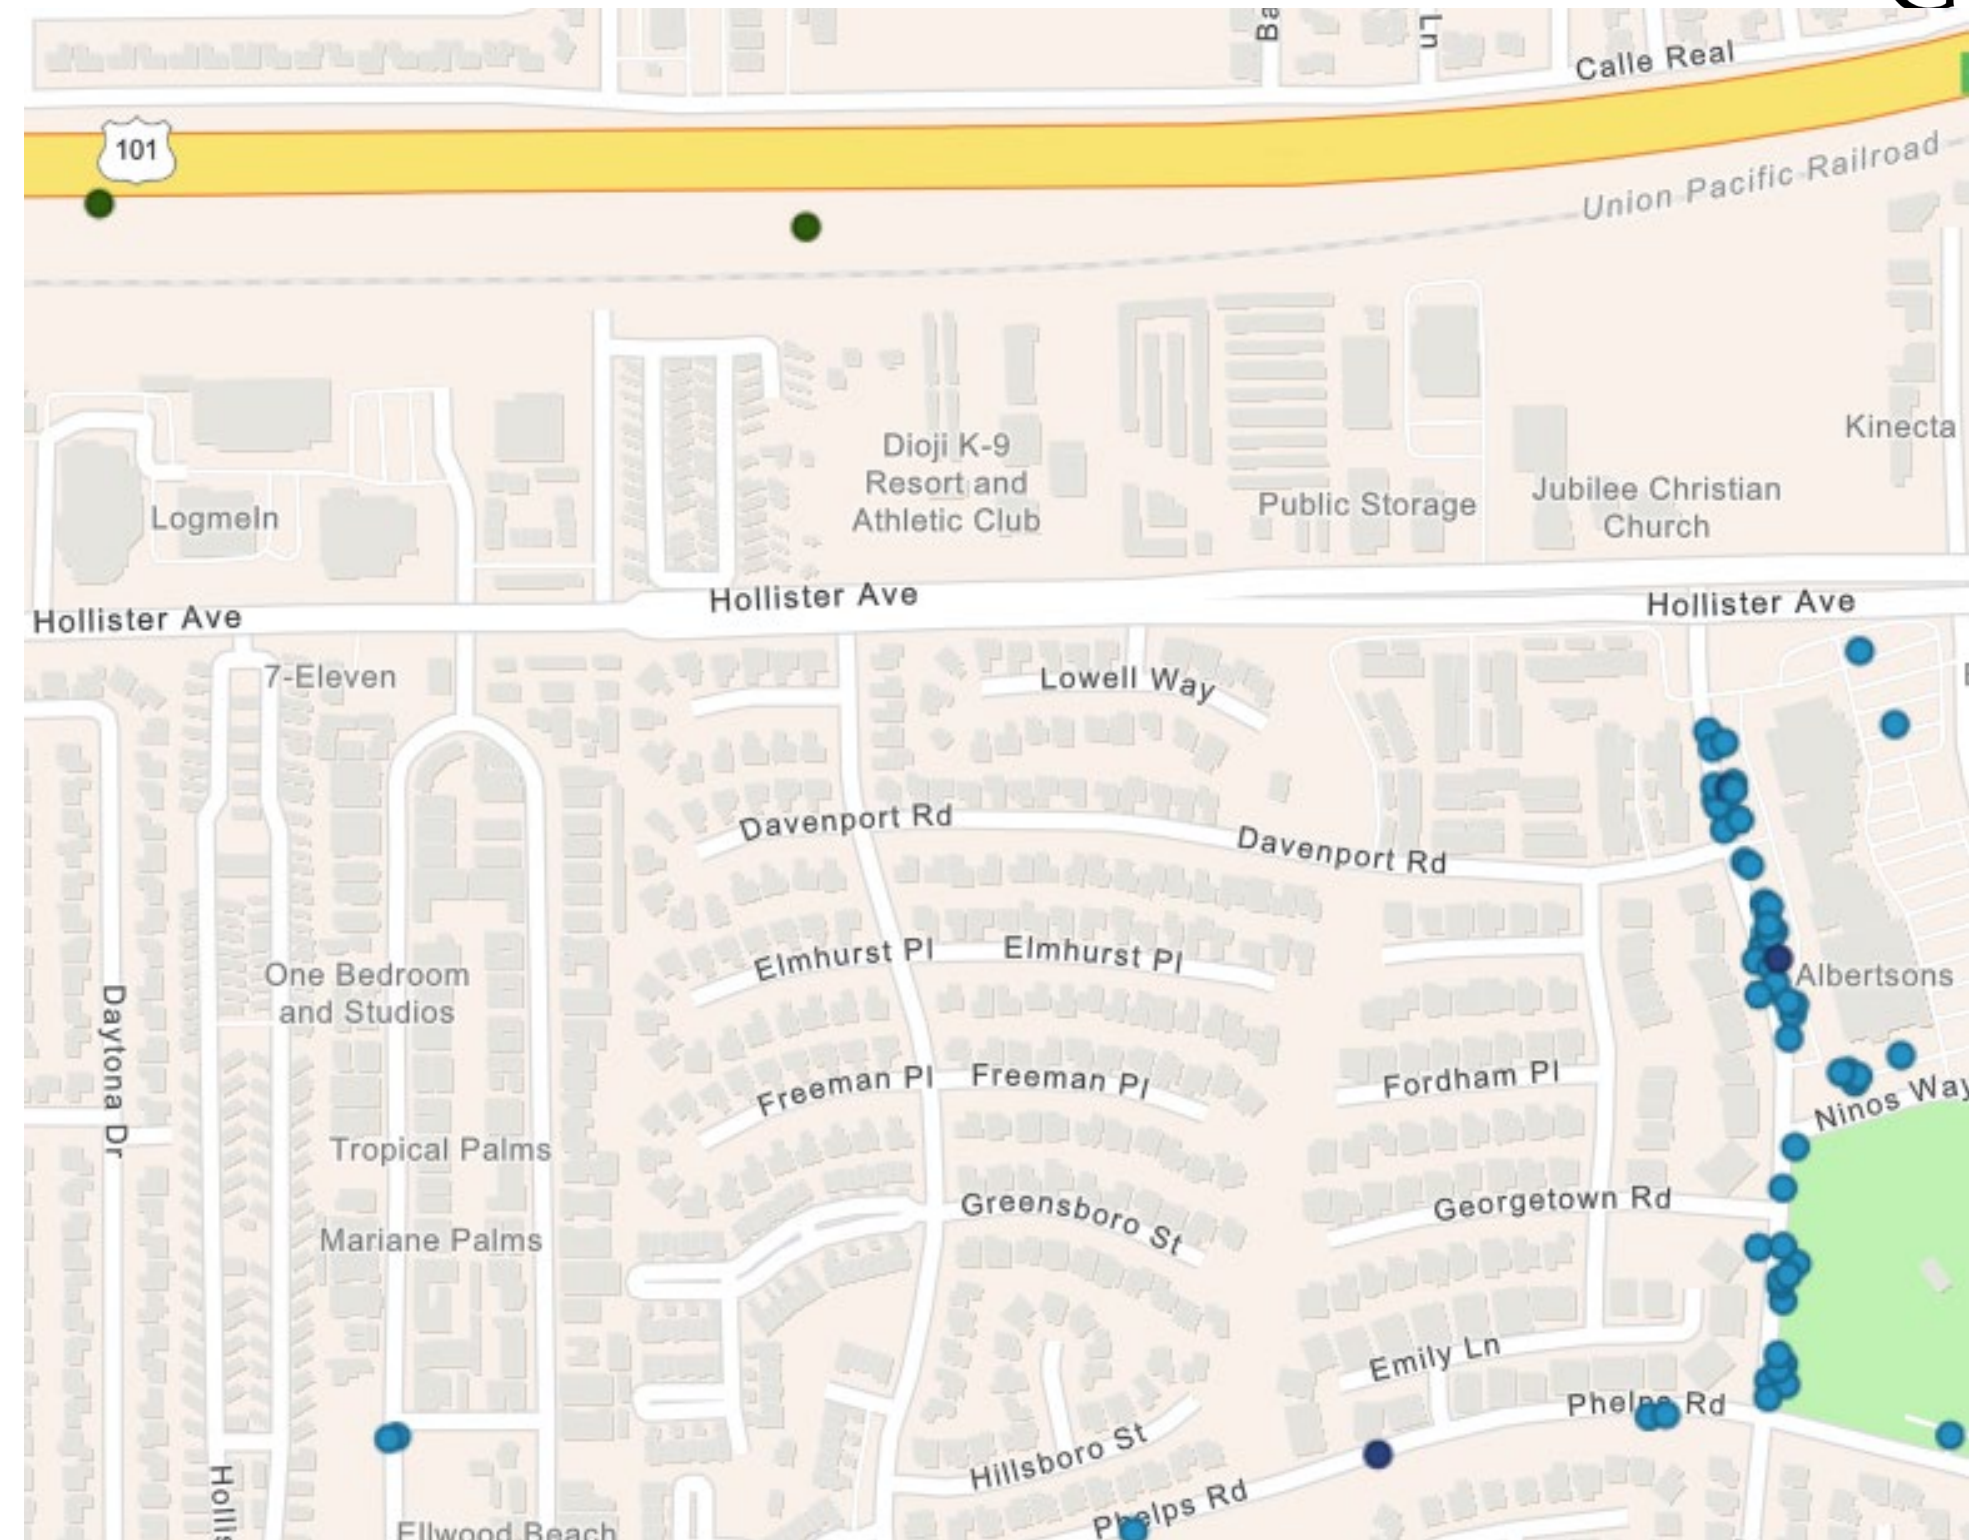 Ba
Ln
Calle Real
101
Union Pacific Railroad
Kinecta
Dioji K-9
Resort and
Athletic Club
Public Storage
Jubilee Christian
Church
LogmeIn
Hollister Ave
Hollister Ave
Hollister Ave
7-Eleven
Lowell Way
Davenport Rd
Davenport Rd
Elmhurst Pl
Elmhurst Pl
One Bedroom
and Studios
Albertsons
Daytona Dr
Freeman Pl
Freeman Pl
Fordham Pl
Ninos Way
Tropical Palms
Greensboro St
Georgetown Rd
Mariane Palms
Emily Ln
Phelps Rd
Hillsboro St
Hollis
Phelps Rd
Ellwood Beach